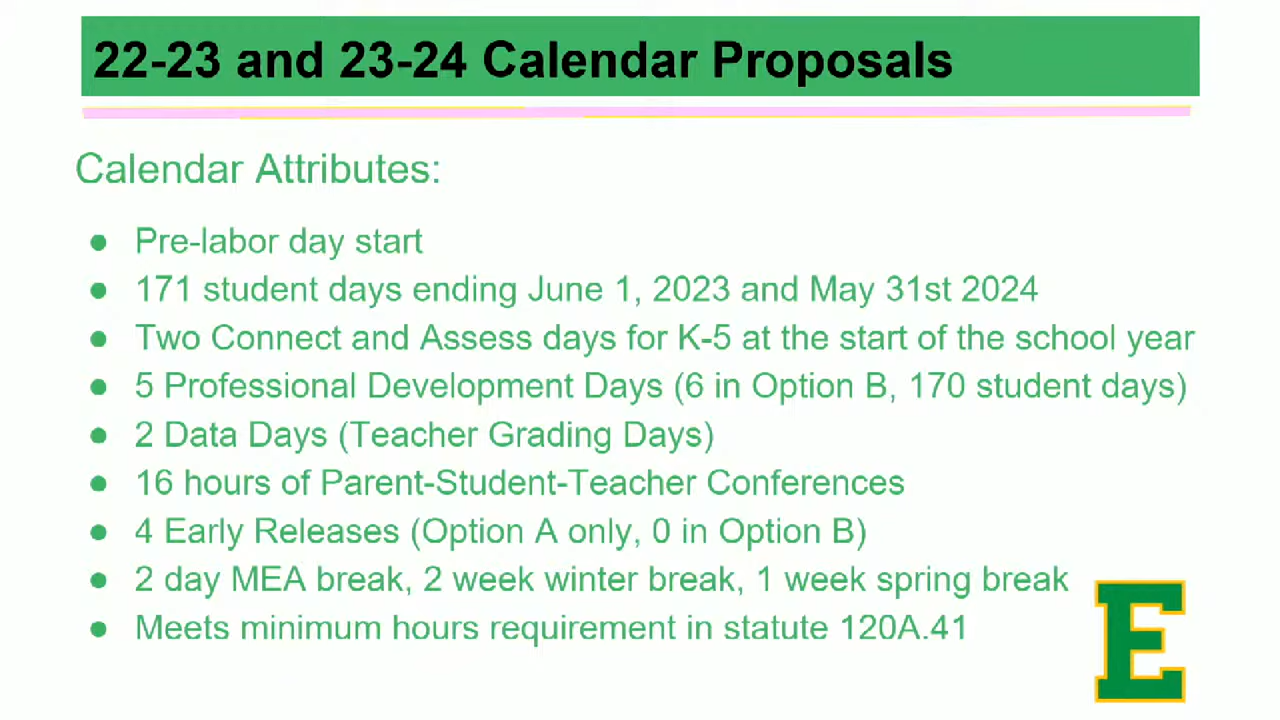 22-23 and 23-24 Calendar Proposals
Calendar Attributes:
● Pre-labor day start
● 171 student days ending June 1, 2023 and May 31st 2024
● Two Connect and Assess days for K-5 at the start of the school year
● 5 Professional Development Days (6 in Option B, 170 student days)
● 2 Data Days (Teacher Grading Days)
● 16 hours of Parent-Student-Teacher Conferences
● 4 Early Releases (Option A only, 0 in Option B)
● 2 day MEA break, 2 week winter break, 1 week spring break
● Meets minimum hours requirement in statute 120A.41
E